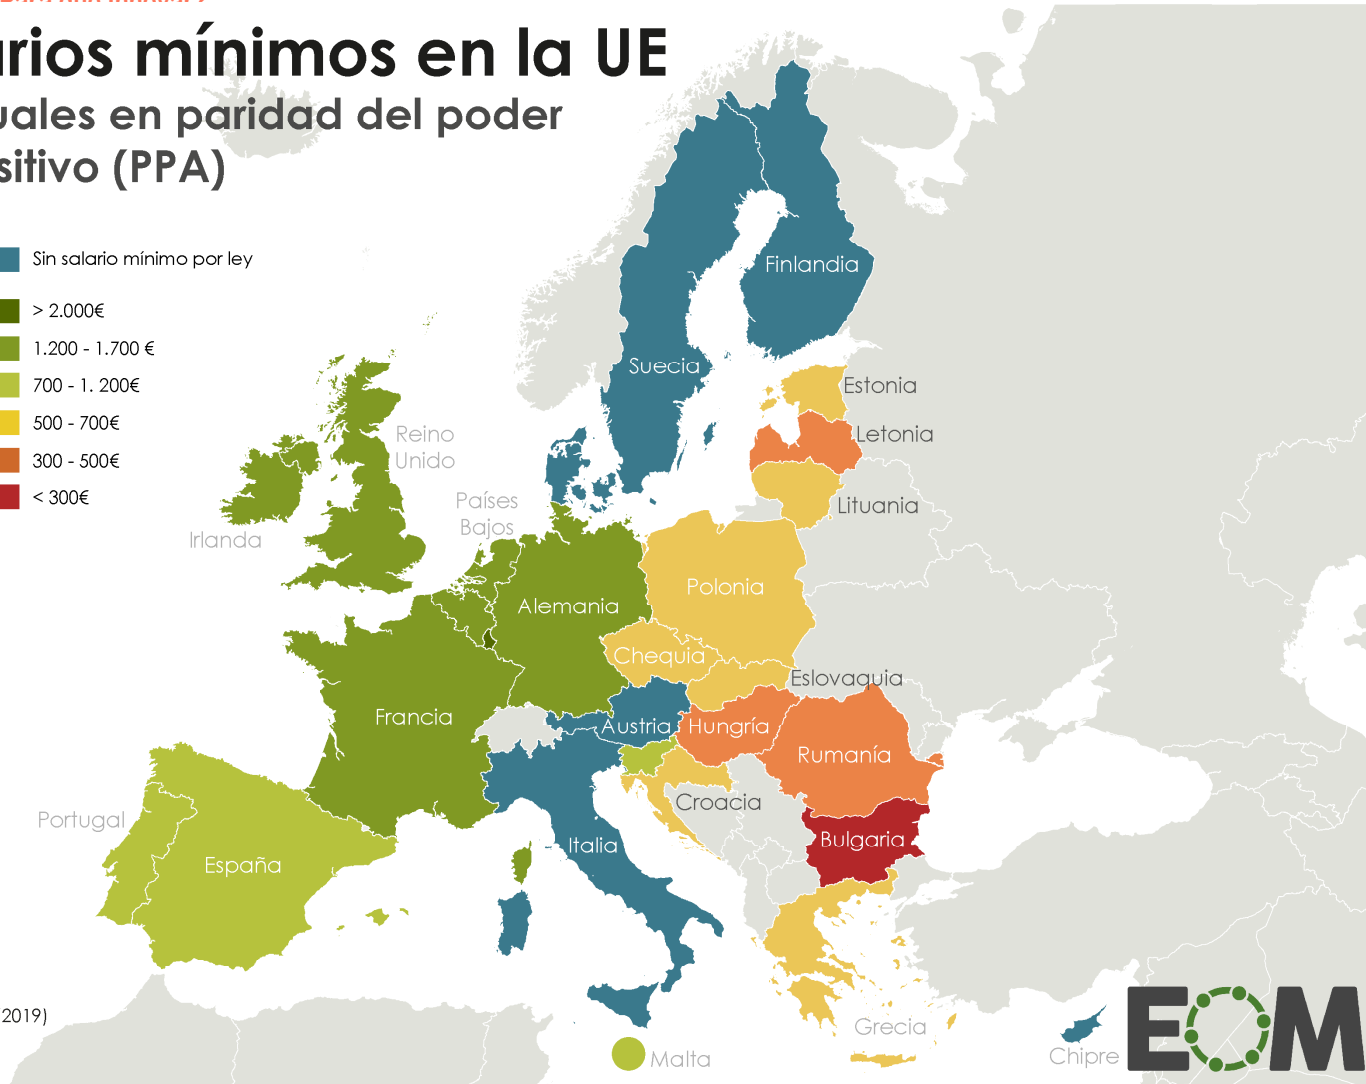 rios mínimos en la UE
uales en paridad del poder
sitivo (PPA)
Sin salario mínimo por ley
> 2.000€
1.200 - 1.700 €
700 - 1. 200€
500 - 700€
300 - 500€
< 300€
Finlandia
Suecia
Estonia
Letonia
Lituania
Reino
Unido
Irlanda
Países
Bajos
Alemania
Polonia
Chequia
Eslovaquia
Francia
Austria
Hungría
Rumanía
Croacia
Portugal
España
Italia
Bulgaria
2019)
Grecia
Malta
Chipre
EOM